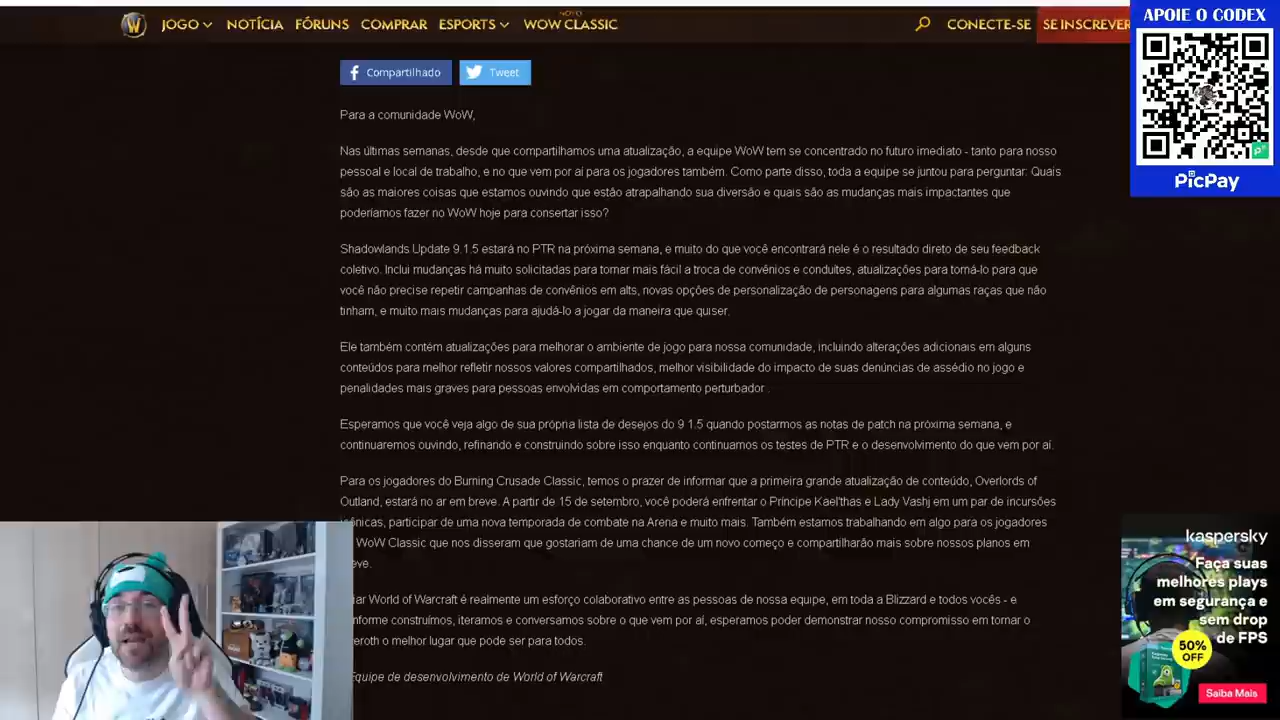 JOGO
NOTÍCIA
FÓRUNS
COMPRAR
ESPORTS
NOVO
WOW CLASSIC
CONECTE-SE
SE INSCREVER
APOIE O CODEX
PicPay
Compartilhado
Tweet
Para a comunidade WoW,
Nas últimas semanas, desde que compartilhamos uma atualização, a equipe WoW tem se concentrado no futuro imediato - tanto para nosso
pessoal e local de trabalho, e no que vem por aí para os jogadores também. Como parte disso, toda a equipe se juntou para perguntar: Quais
são as maiores coisas que estamos ouvindo que estão atrapalhando sua diversão e quais são as mudanças mais impactantes que
poderíamos fazer no WoW hoje para consertar isso?
Shadowlands Update 9.1.5 estará no PTR na próxima semana, e muito do que você encontrará nele é o resultado direto de seu feedback
coletivo. Inclui mudanças há muito solicitadas para tornar mais fácil a troca de convênios e conduítes, atualizações para torná-lo para que
você não precise repetir campanhas de convênios em alts, novas opções de personalização de personagens para algumas raças que não
tinham, e muito mais mudanças para ajudá-lo a jogar da maneira que quiser.
Ele também contém atualizações para melhorar o ambiente de jogo para nossa comunidade, incluindo alterações adicionais em alguns
conteúdos para melhor refletir nossos valores compartilhados, melhor visibilidade do impacto de suas denúncias de assédio no jogo e
penalidades mais graves para pessoas envolvidas em comportamento perturbador .
Esperamos que você veja algo de sua própria lista de desejos do 9 1.5 quando postarmos as notas de patch na próxima semana, e
continuaremos ouvindo, refinando e construindo sobre isso enquanto continuamos os testes de PTR e o desenvolvimento do que vem por aí.
Para os jogadores do Burning Crusade Classic, temos o prazer de informar que a primeira grande atualização de conteúdo, Overlords of
Outland, estará no ar em breve. A partir de 15 de setembro, você poderá enfrentar o Príncipe Kael'thas e Lady Vashj em um par de incursões
icônicas, participar de uma nova temporada de combate na Arena e muito mais. Também estamos trabalhando em algo para os jogadores
WoW Classic que nos disseram que gostariam de uma chance de um novo começo e compartilharão mais sobre nossos planos em
eve.
iar World of Warcraft é realmente um esforço colaborativo entre as pessoas de nossa equipe, em toda a Blizzard e todos vocês - e
nforme construímos, iteramos e conversamos sobre o que vem por aí, esperamos poder demonstrar nosso compromisso em tornar o
eroth o melhor lugar que pode ser para todos.
Equipe de desenvolvimento de World of Warcraft
kaspersky
Faça suas
melhores plays
em segurança e
sem drop
de FPS
50%
OFF
Saiba Mais